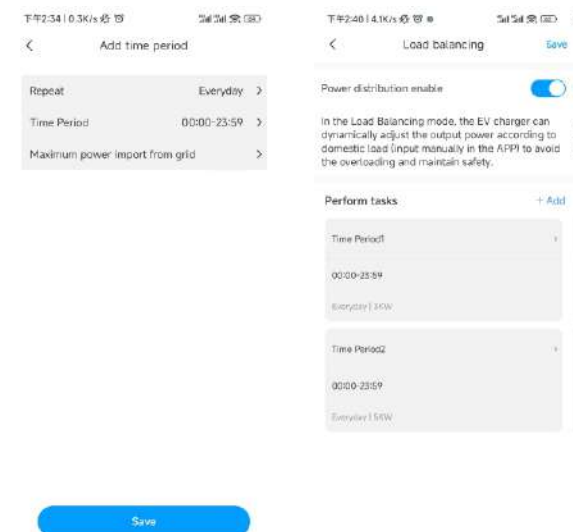 下午2:34 | 0.3K/s
Add time period
Repeat Everyday
Time Period 00:00-23:59
Maximum power import from grid
Save
下午2:40 | 4.1K/s
Load balancing Save
Power distribution enable
In the Load Balancing mode, the EV charger can
dynamically adjust the output power according to
domestic load (input manually in the APP) to avoid
the overloading and maintain safety.
Perform tasks + Add
Time Period1
00:00-23:59
Everyday |
Time Period2
00:00-23:59
Everyday | 5KW